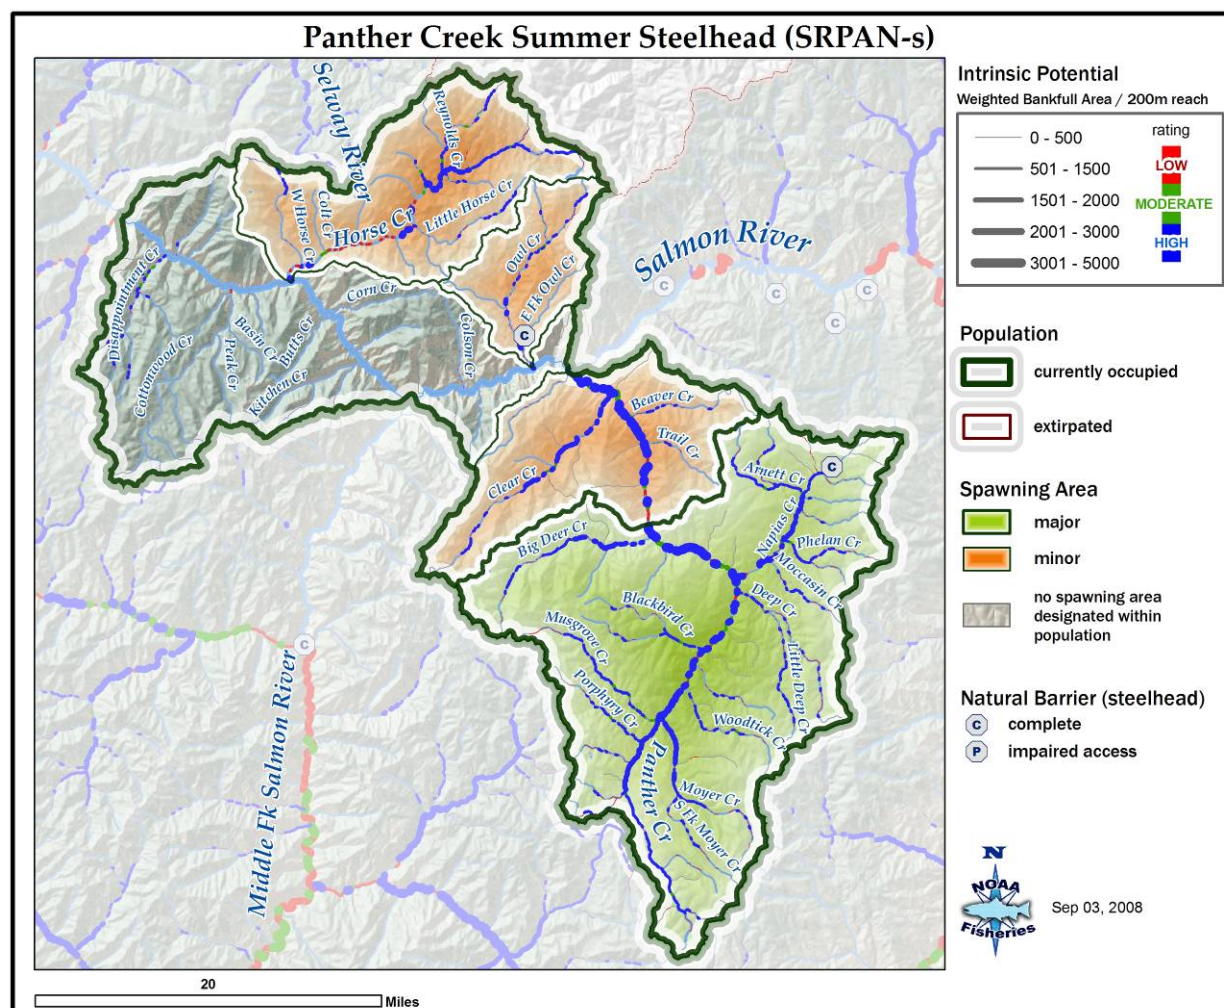 Panther Creek Summer Steelhead (SRPAN-s)
Selway River
Reynolds Cr
W Horse Cr
Colt Cr
Horse Cr
Little Horse Cr
Owl Cr
E Fk Owl Cr
Salmon River
Disappointment Cr
Cottonwood Cr
Peak Cr
Basin Cr
Butts Cr
Kitchen Cr
Corn Cr
Colson Cr
C
C
C
C
C
Beaver Cr
Trail Cr
Clear Cr
Arnett Cr
C
Napias Cr
Phelan Cr
Moccasin Cr
Big Deer Cr
Deep Cr
Little Deep Cr
Blackbird Cr
Musgrove Cr
Porphyry Cr
Woodtick Cr
Panther Cr
Moyer Cr
S Fk Moyer Cr
C
Middle Fk Salmon River
20
Miles
Intrinsic Potential
Weighted Bankfull Area / 200m reach
0 - 500
501 - 1500
1501 - 2000
2001 - 3000
3001 - 5000
rating
LOW
MODERATE
HIGH
Population
currently occupied
extirpated
Spawning Area
major
minor
no spawning area
designated within
population
Natural Barrier (steelhead)
C complete
P impaired access
N
NOAA
Fisheries
Sep 03, 2008